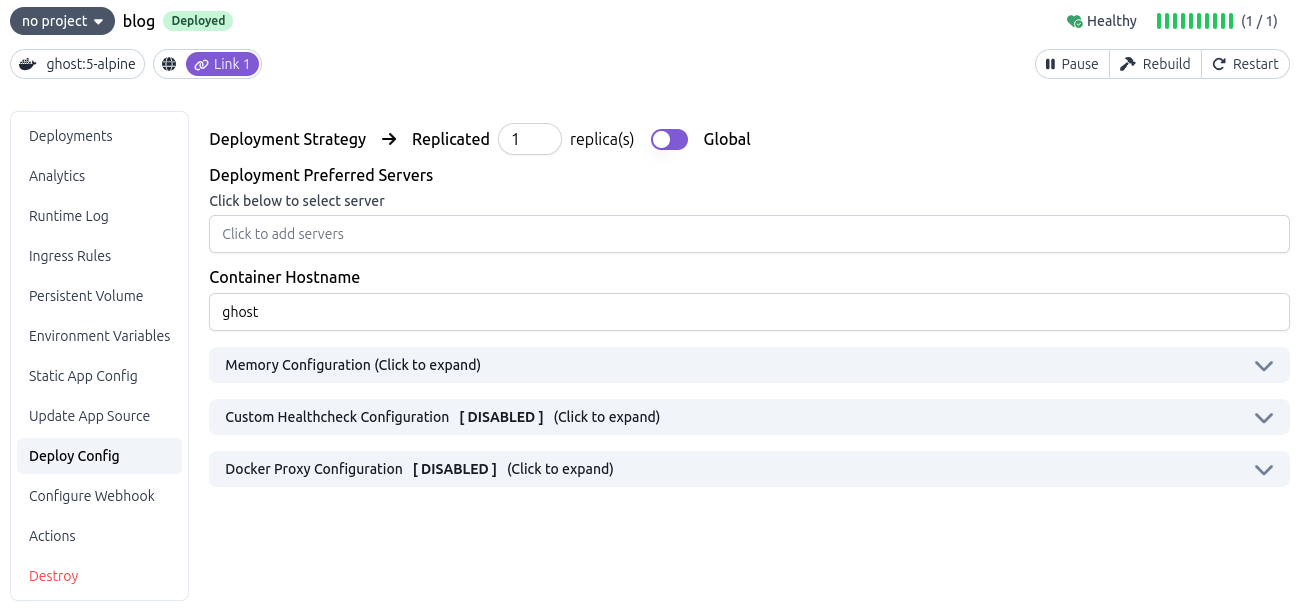 no project blog Deployed Healthy (1 / 1)
ghost:5-alpine Link 1 Pause Rebuild Restart
Deployments
Analytics
Runtime Log
Ingress Rules
Persistent Volume
Environment Variables
Static App Config
Update App Source
Deploy Config
Configure Webhook
Actions
Destroy
Deployment Strategy → Replicated 1 replica(s) Global
Deployment Preferred Servers
Click below to select server
Click to add servers
Container Hostname
ghost
Memory Configuration (Click to expand)
Custom Healthcheck Configuration [ DISABLED ] (Click to expand)
Docker Proxy Configuration [ DISABLED ] (Click to expand)